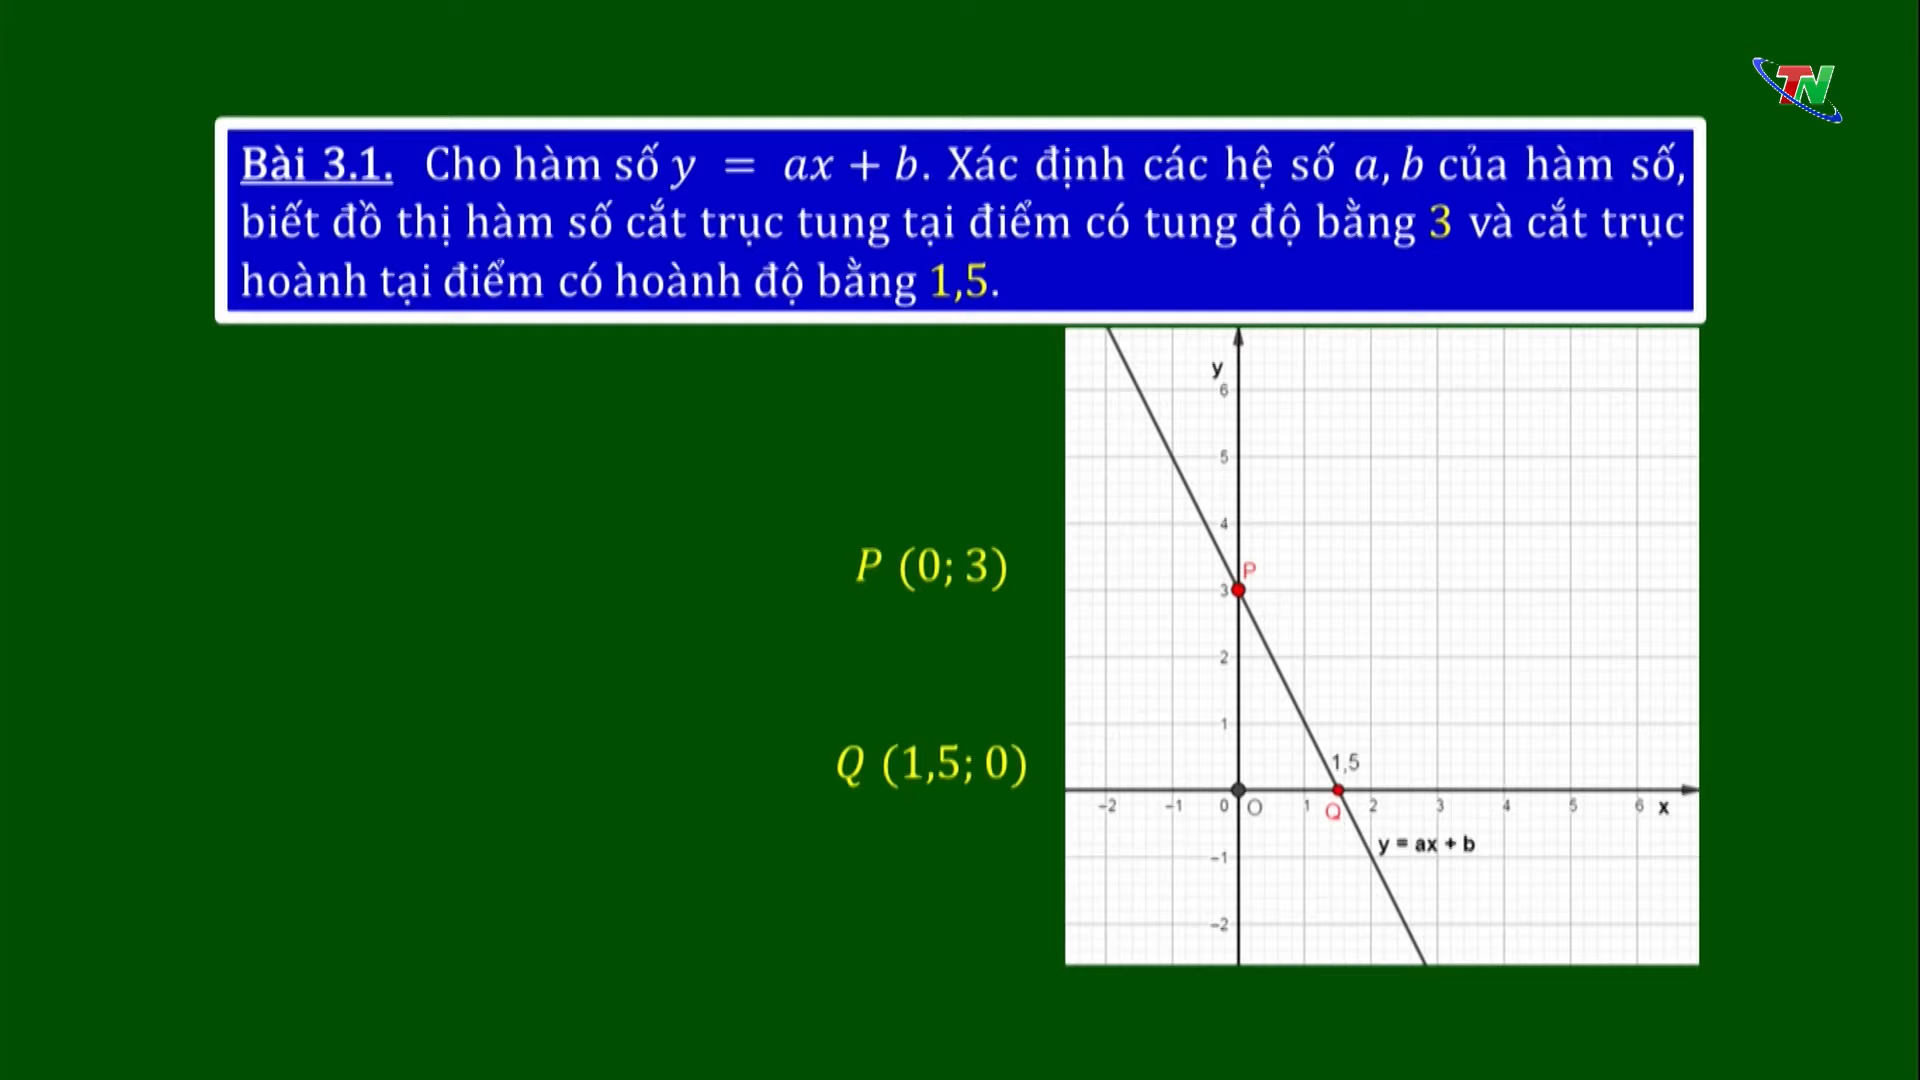 TN
Bài 3.1. Cho hàm số y = ax + b. Xác định các hệ số a, b của hàm số,
biết đồ thị hàm số cắt trục tung tại điểm có tung độ bằng 3 và cắt trục
hoành tại điểm có hoành độ bằng 1,5.
y
6
5
4
P (0; 3)
P
3
2
1
Q (1,5; 0)
1,5
−2 −1 0 O 1 Q 2 3 4 5 6 x
y = ax + b
−1
−2